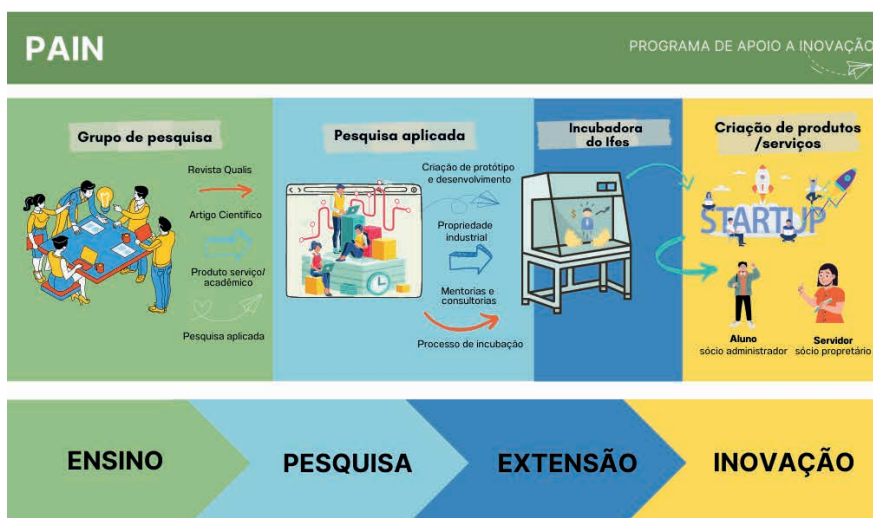 PAIN
PROGRAMA DE APOIO A INOVAÇÃO
Grupo de pesquisa
Revista Qualis
Artigo Científico
Produto serviço/
acadêmico
Pesquisa aplicada
Pesquisa aplicada
Criação de protótipo
e desenvolvimento
Propriedade
industrial
Mentorias e
consultorias
Processo de incubação
Incubadora
do Ifes
Criação de produtos
/serviços
STARTUP
Aluno
sócio administrador
Servidor
sócio propretário
ENSINO
PESQUISA
EXTENSÃO
INOVAÇÃO